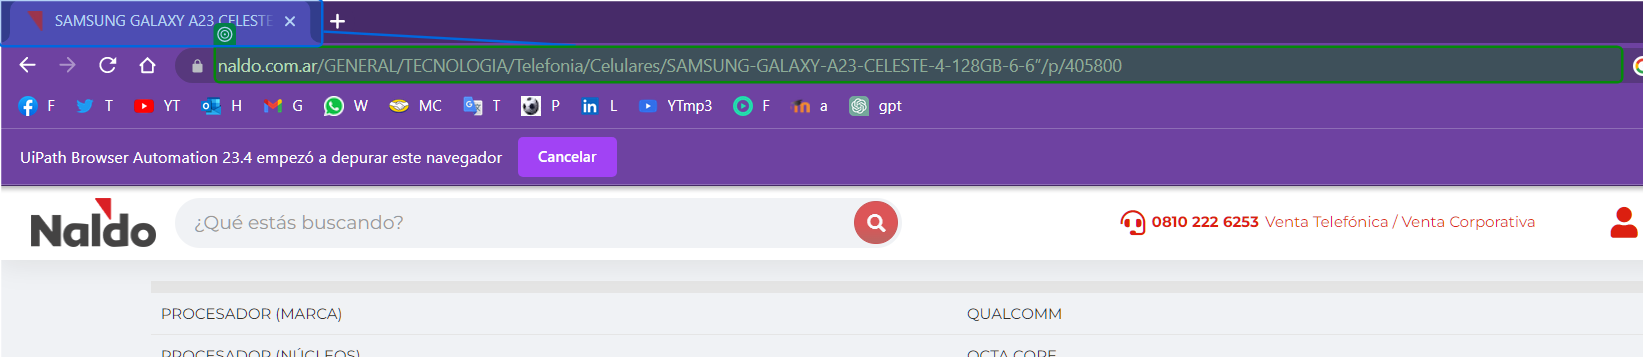 SAMSUNG GALAXY A23 CELESTE
naldo.com.ar/GENERAL/TECNOLOGIA/Telefonia/Celulares/SAMSUNG-GALAXY-A23-CELESTE-4-128GB-6-6"/p/405800
F T YT H G W MC T P L YTmp3 F a gpt
UiPath Browser Automation 23.4 empezó a depurar este navegador Cancelar
Naldo ¿Qué estás buscando? 0810 222 6253 Venta Telefónica / Venta Corporativa
PROCESADOR (MARCA) QUALCOMM
PROCESADOR (NÚCLEOS) OCTA CORE